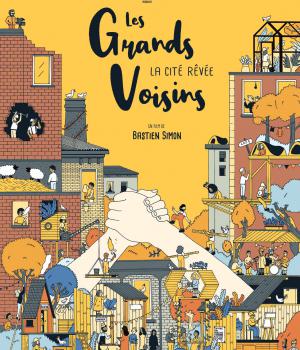 Les
Grands
LA CITÉ RÊVÉE
Voisins
UN FILM DE
BASTIEN SIMON